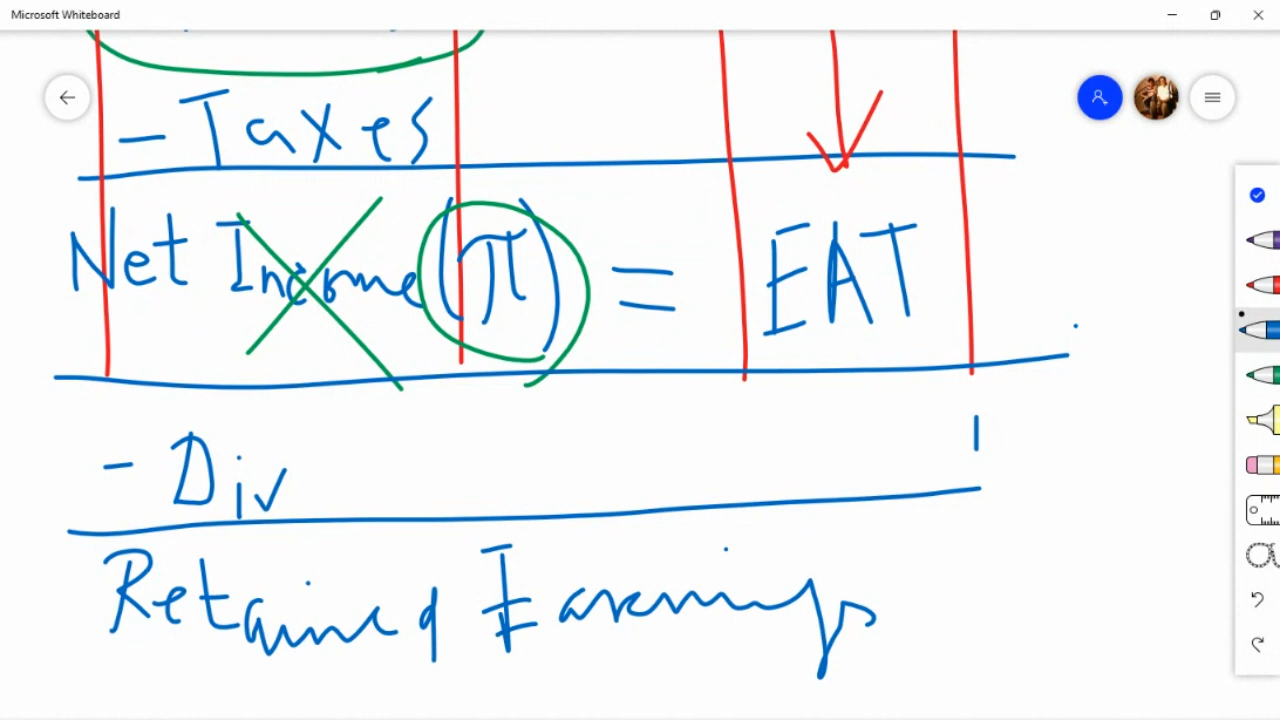 Microsoft Whiteboard
- Taxes
Net Income (π) = EAT
- Div
Retained Earnings